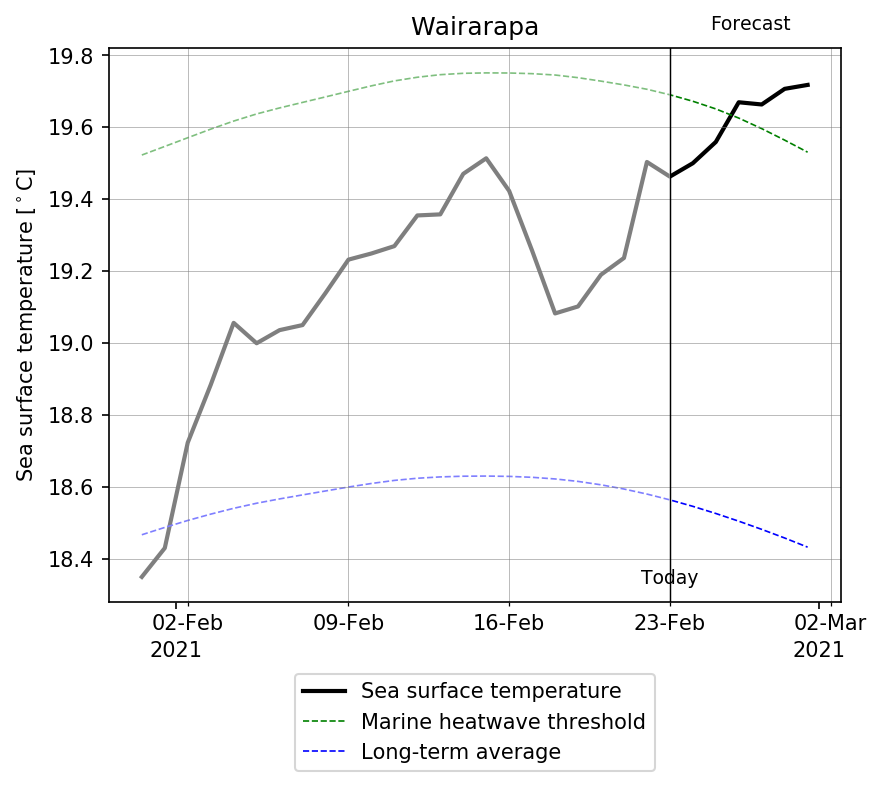 Wairarapa
Forecast
Sea surface temperature [°C]
19.8
19.6
19.4
19.2
19.0
18.8
18.6
18.4
Today
02-Feb
09-Feb
16-Feb
23-Feb
02-Mar
2021
2021
Sea surface temperature
Marine heatwave threshold
Long-term average